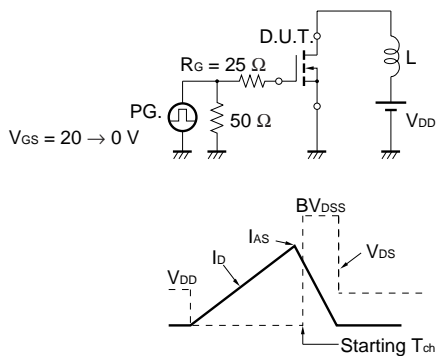 D.U.T.
RG = 25 Ω
L
PG.
50 Ω
VDD
VGS = 20 → 0 V
BVDSS
IAS
VDS
ID
VDD
Starting Tch